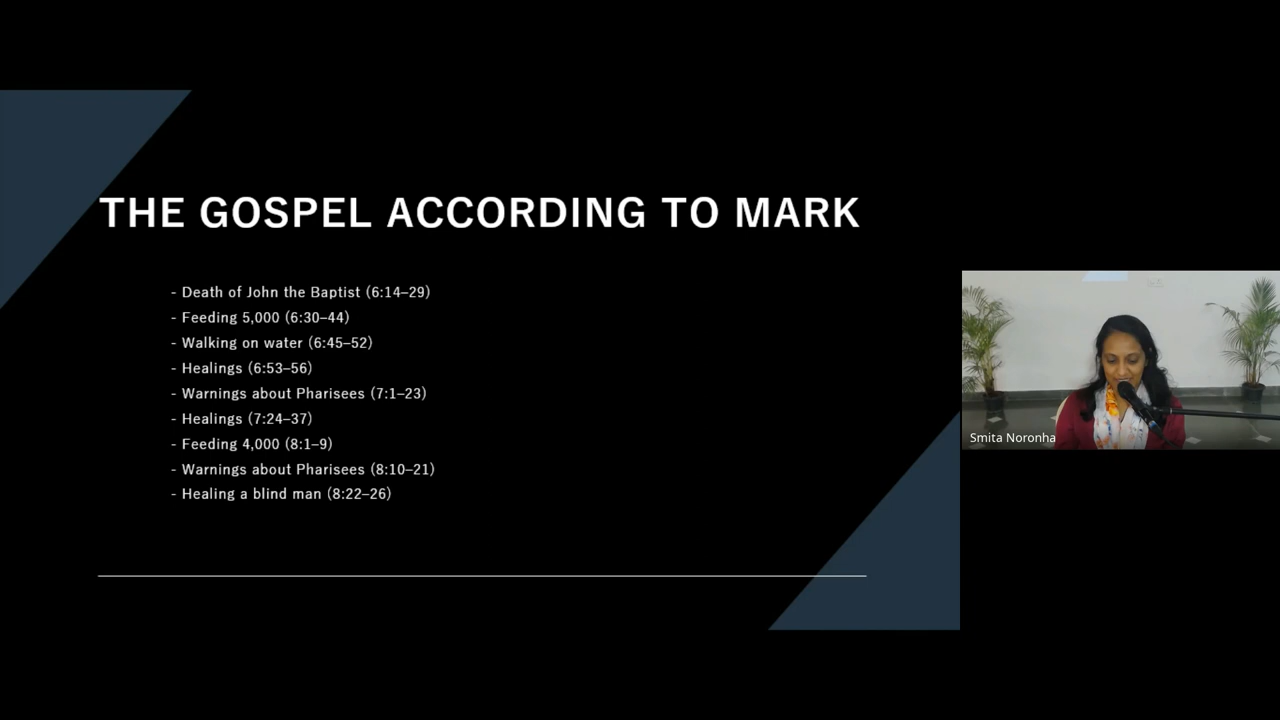 THE GOSPEL ACCORDING TO MARK
- Death of John the Baptist (6:14–29)
- Feeding 5,000 (6:30–44)
- Walking on water (6:45–52)
- Healings (6:53–56)
- Warnings about Pharisees (7:1–23)
- Healings (7:24–37)
- Feeding 4,000 (8:1–9)
- Warnings about Pharisees (8:10–21)
- Healing a blind man (8:22–26)
Smita Noronha